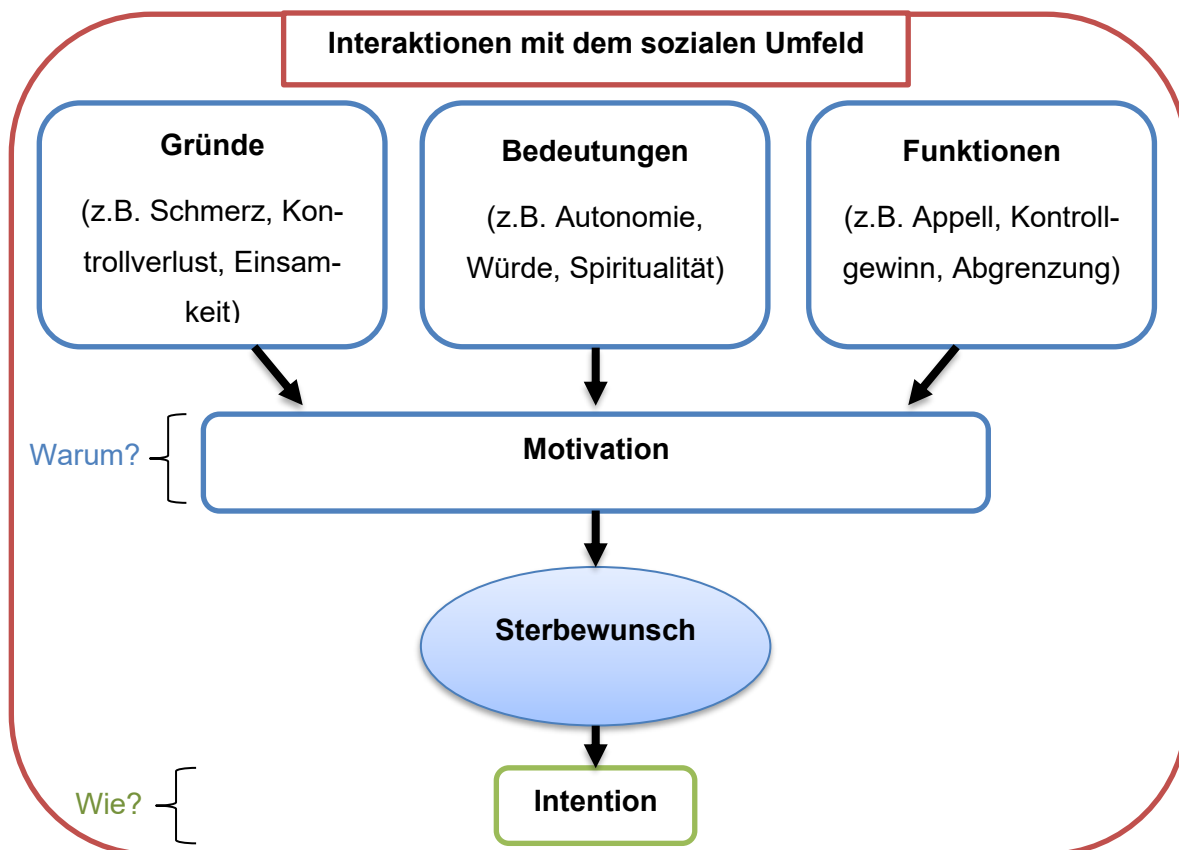 Interaktionen mit dem sozialen Umfeld
Gründe
(z.B. Schmerz, Kon-
trollverlust, Einsam-
keit)
Bedeutungen
(z.B. Autonomie,
Würde, Spiritualität)
Funktionen
(z.B. Appell, Kontroll-
gewinn, Abgrenzung)
Warum?
Motivation
Sterbewunsch
Wie?
Intention